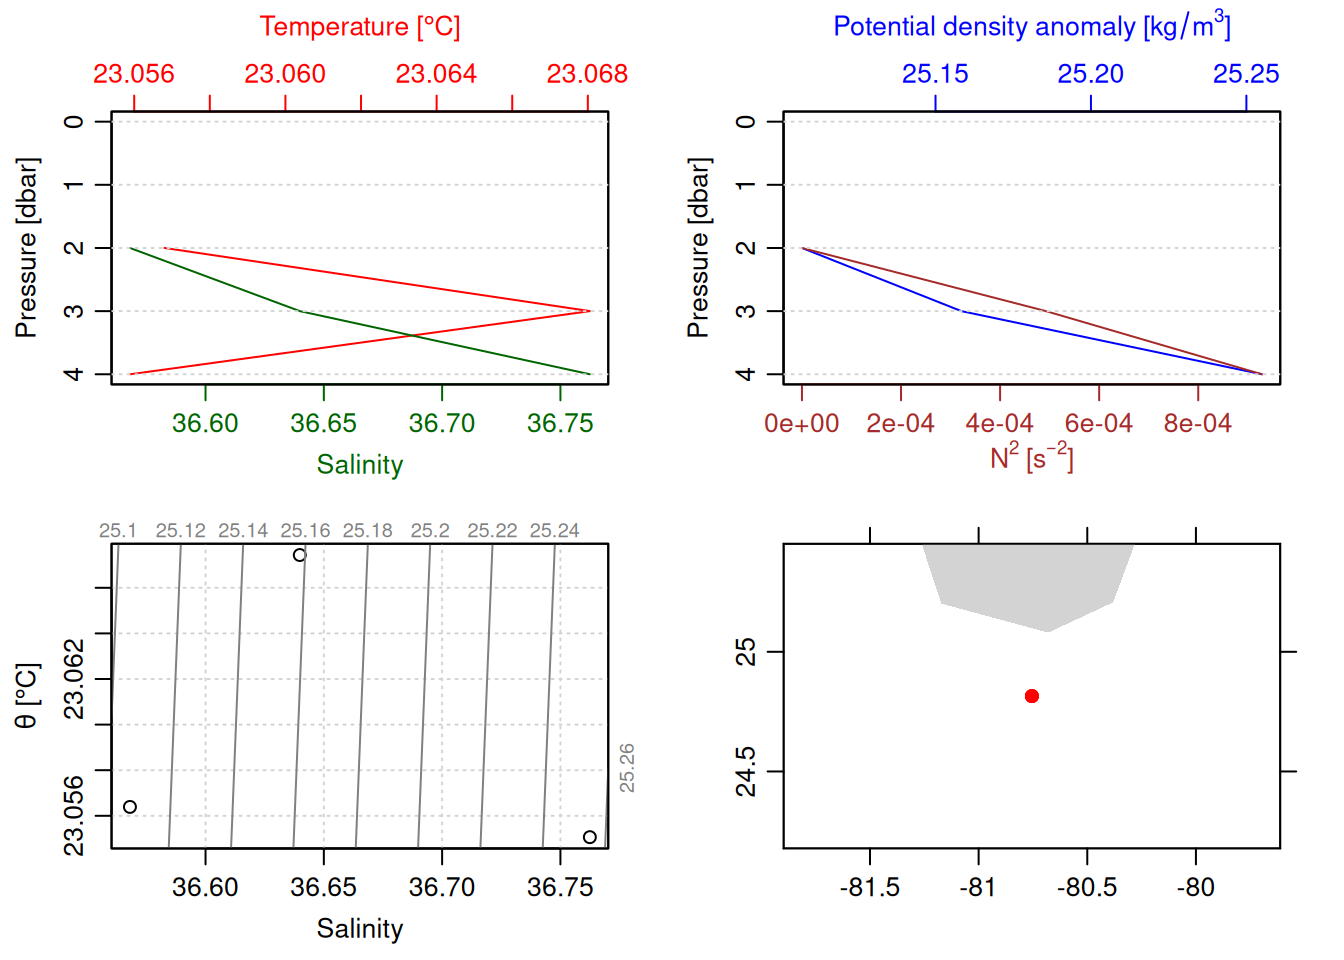 Temperature [°C]
23.056 23.060 23.064 23.068
0
1
2
3
4
Pressure [dbar]
36.60 36.65 36.70 36.75
Salinity
Potential density anomaly [kg/m³]
25.15 25.20 25.25
0
1
2
3
4
Pressure [dbar]
0e+00 2e-04 4e-04 6e-04 8e-04
N² [s⁻²]
25.1 25.12 25.14 25.16 25.18 25.2 25.22 25.24
25.26
23.062
23.056
θ [°C]
36.60 36.65 36.70 36.75
Salinity
25
24.5
-81.5 -81 -80.5 -80